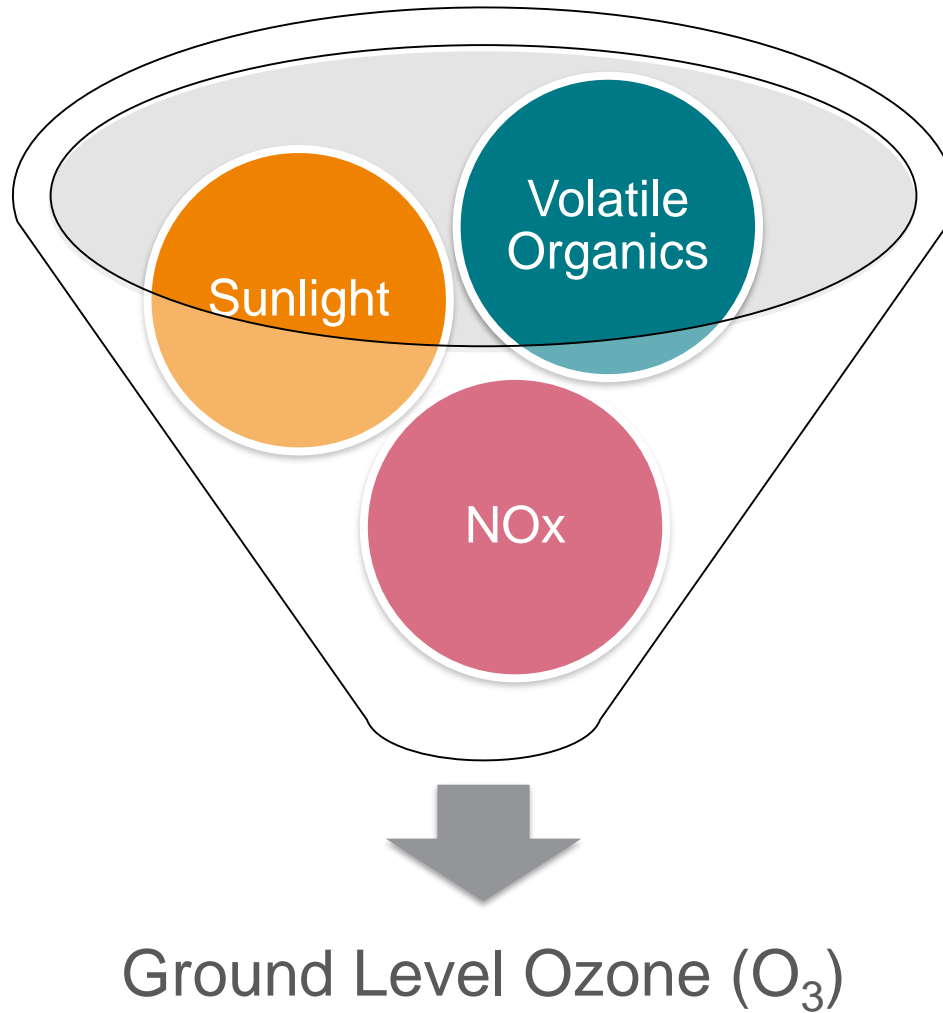 Volatile
Organics
Sunlight
NOx
Ground Level Ozone (O₃)